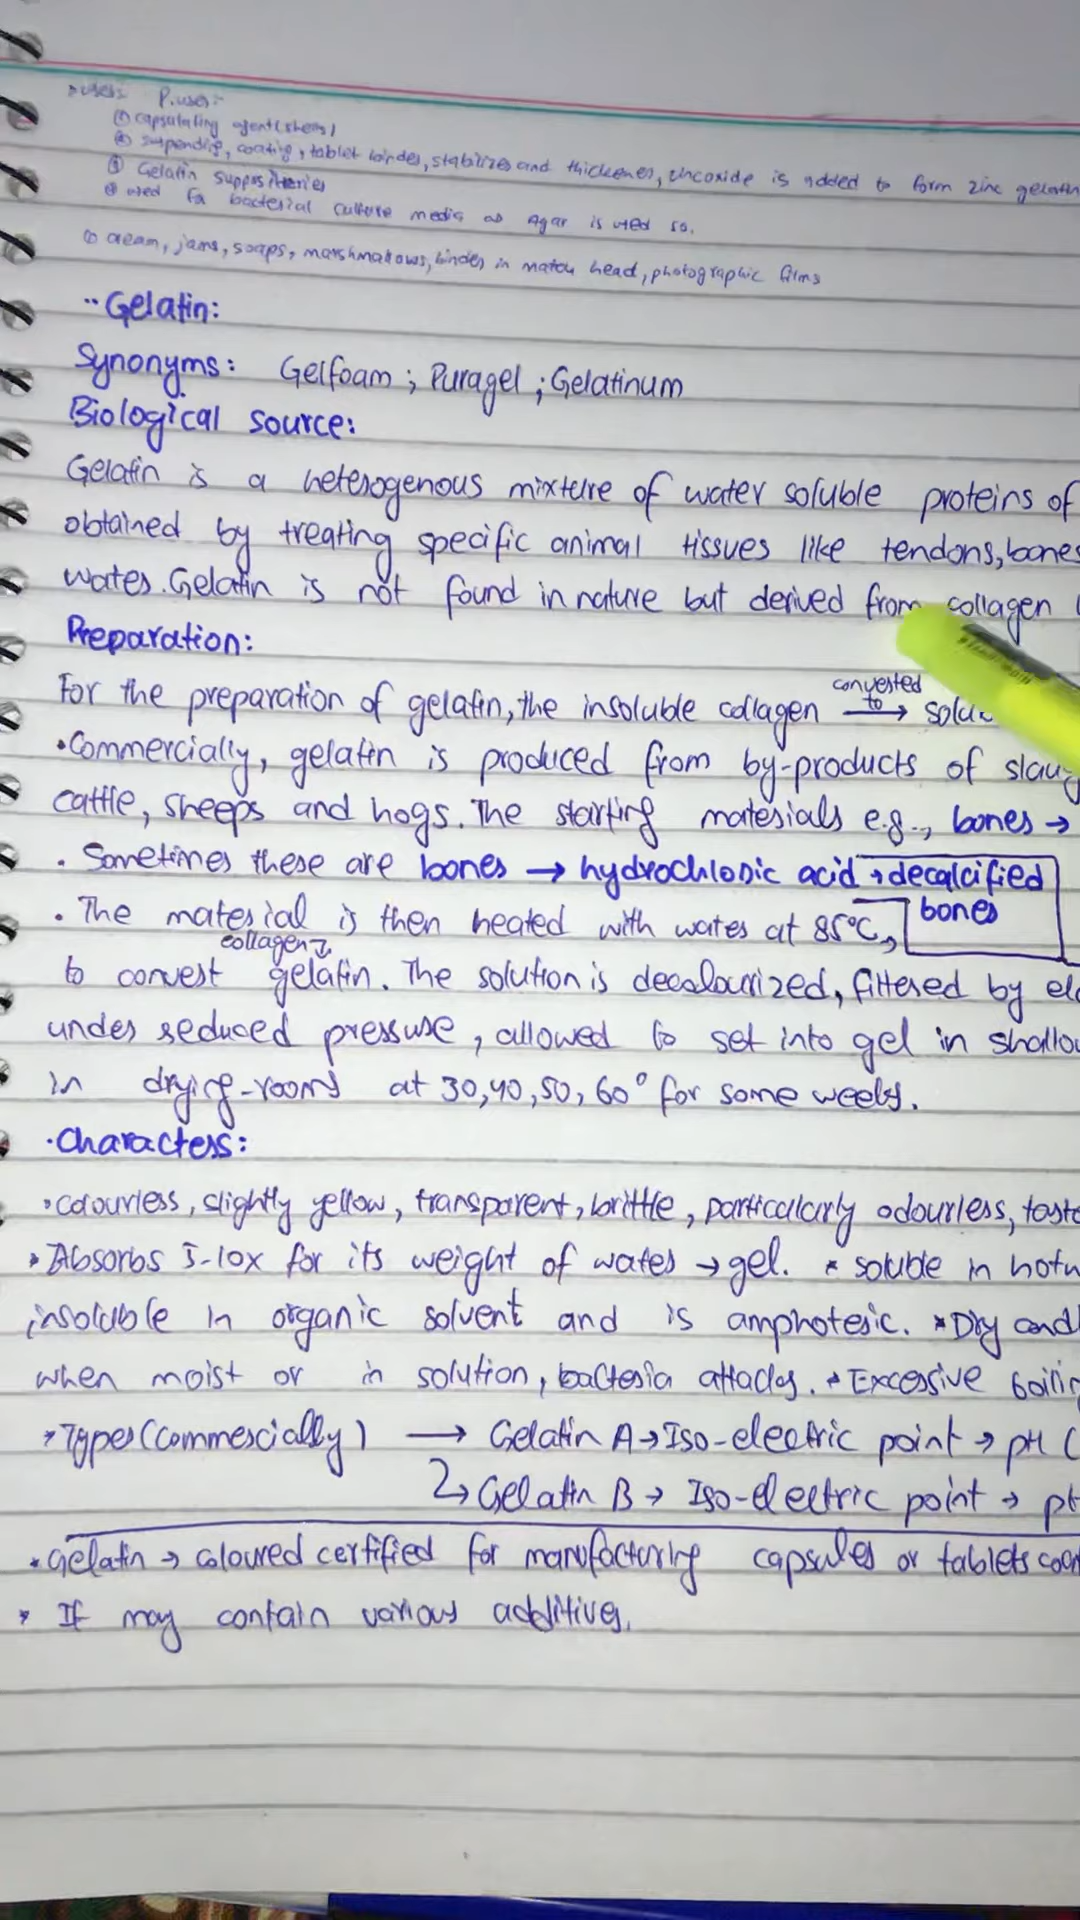 Uses: P.uses:-
① capsulating agent (shells)
② suspending, coating, tablet binder, stabilizes and thickenes, zincoxide is added to form zinc gelatin
③ Gelatin suppositories
④ used for bacterial culture media as Agar is used so.
① cream, jams, soaps, marshmallows, binder in match head, photographic films
Gelatin:
Synonyms: Gelfoam; Puragel; Gelatinum
Biological source:
Gelatin is a heterogenous mixture of water soluble proteins of
obtained by treating specific animal tissues like tendons, bones
water. Gelatin is not found in nature but derived from collagen
Preparation:
For the preparation of gelatin, the insoluble collagen converted to →
•Commercially, gelatin is produced from by-products of
cattle, sheeps and hogs. The starting materials e.g., bones →
• Sometimes these are bones → hydrochloric acid → decalcified
bones
• The material is then heated with water at 85°C,
collagen
to convert gelatin. The solution is decolourized, filtered by
under reduced pressure, allowed to set into gel in
in drying-rooms at 30,40,50,60° for some weeks.
•Characters:
•colourless, slightly yellow, transparent, brittle, particularly odourless,
• Absorbs 5-10x for its weight of water → gel. * soluble in
insoluble in organic solvent and is amphoteric. *Dry
when moist or in solution, bacteria attacks. * Excessive
* Types (commercially) → Gelatin A → Iso-electric point → pH (
↳ Gelatin B → Iso-electric point →
• Gelatin → coloured certified for manufacturing capsules or tablets
* It may contain various additives.